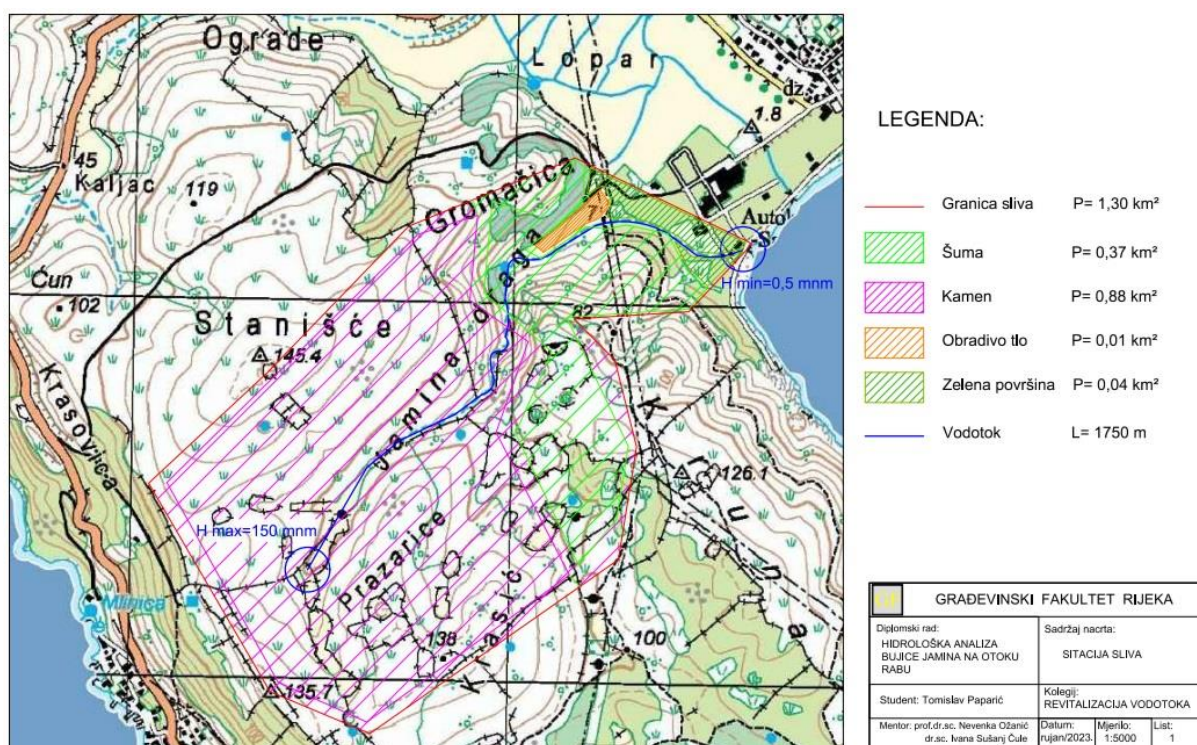 Ograde
Lopar
dz.
1.8
45
Kaljac
119
Gromačica
7
Auto
S
H min=0,5 mnm
Ćun
102
Stanišće
145.4
82
Jamina draga
Krasovica
Kruna
126.1
H max=150 mnm
Prazarice
Mlinica
Krasić
138
100
135.7
LEGENDA:
Granica sliva P= 1,30 km²
Šuma P= 0,37 km²
Kamen P= 0,88 km²
Obradivo tlo P= 0,01 km²
Zelena površina P= 0,04 km²
Vodotok L= 1750 m
GRAĐEVINSKI FAKULTET RIJEKA
Diplomski rad:
HIDROLOŠKA ANALIZA
BUJICE JAMINA NA OTOKU
RABU
Sadržaj nacrta:
SITACIJA SLIVA
Student: Tomislav Paparić
Kolegij:
REVITALIZACIJA VODOTOKA
Mentor: prof.dr.sc. Nevenka Ožanić
dr.sc. Ivana Sušanj Čule
Datum:
rujan/2023.
Mjerilo:
1:5000
List:
1